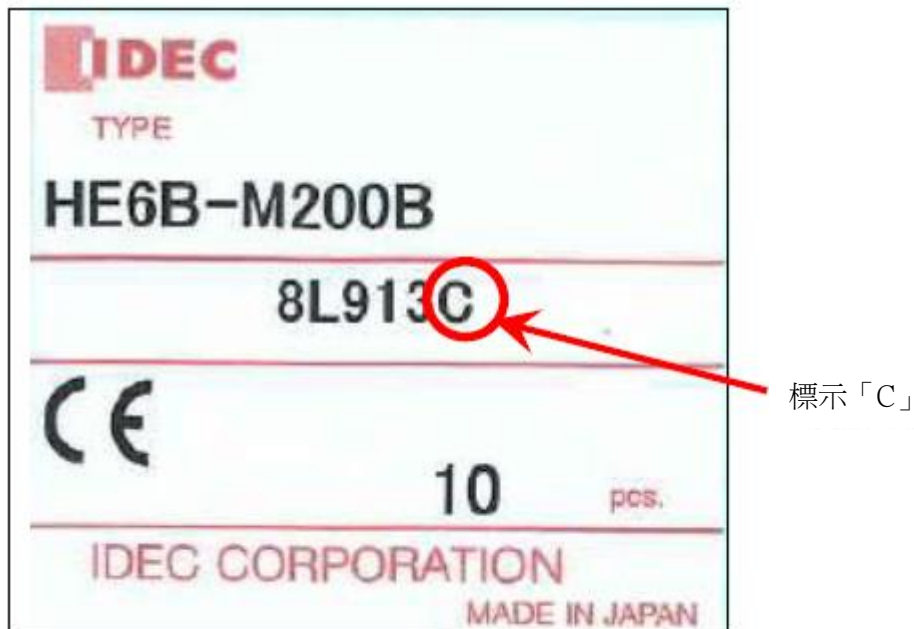 IDEC
TYPE
HE6B-M200B
8L913C
標示「C」
CE
10 pcs.
IDEC CORPORATION
MADE IN JAPAN